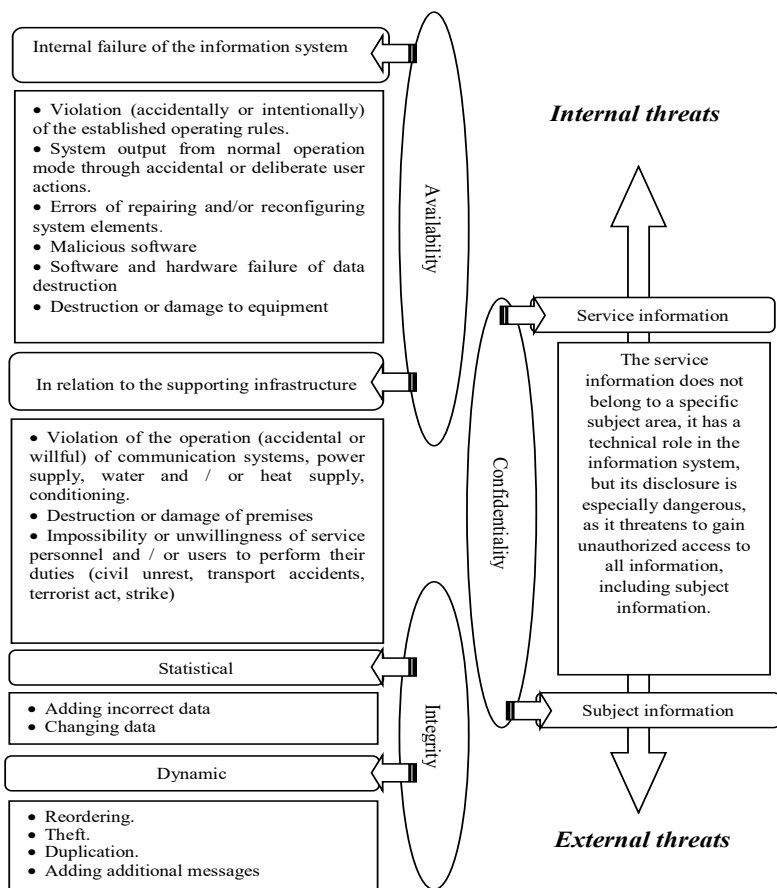 Internal failure of the information system
• Violation (accidentally or intentionally)
of the established operating rules.
• System output from normal operation
mode through accidental or deliberate user
actions.
• Errors of repairing and/or reconfiguring
system elements.
• Malicious software
• Software and hardware failure of data
destruction
• Destruction or damage to equipment
In relation to the supporting infrastructure
• Violation of the operation (accidental or
willful) of communication systems, power
supply, water and / or heat supply,
conditioning.
• Destruction or damage of premises
• Impossibility or unwillingness of service
personnel and / or users to perform their
duties (civil unrest, transport accidents,
terrorist act, strike)
Statistical
• Adding incorrect data
• Changing data
Dynamic
• Reordering.
• Theft.
• Duplication.
• Adding additional messages
Availability
Integrity
Confidentiality
Internal threats
Service information
The service
information does not
belong to a specific
subject area, it has a
technical role in the
information system,
but its disclosure is
especially dangerous,
as it threatens to gain
unauthorized access to
all information,
including subject
information.
Subject information
External threats